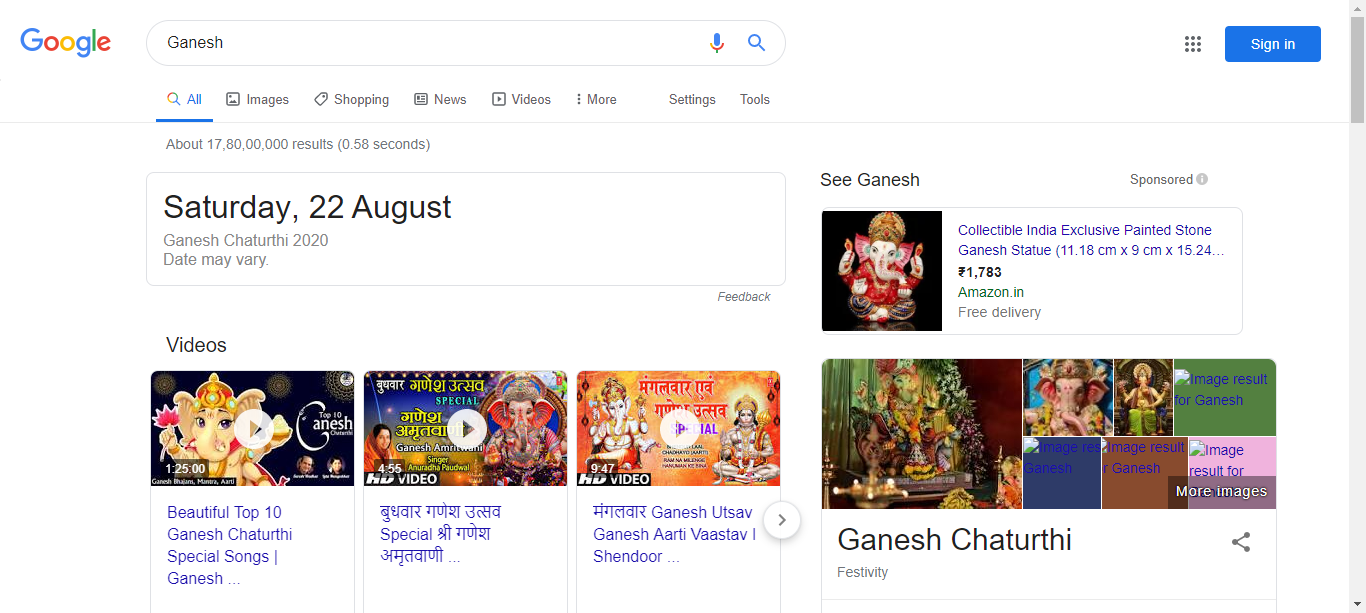 Google
Ganesh
Sign in
All
Images
Shopping
News
Videos
More
Settings
Tools
About 17,80,00,000 results (0.58 seconds)
Saturday, 22 August
Ganesh Chaturthi 2020
Date may vary.
Feedback
Videos
Top 10
Ganesh
Chaturthi
1:25:00
Ganesh Bhajans, Mantra, Aarti
Beautiful Top 10
Ganesh Chaturthi
Special Songs |
Ganesh ...
बुधवार गणेश उत्सव
SPECIAL
गणेश
अमृतवाणी
Ganesh Amritwani
Singer
Anuradha Paudwal
4:55
HD VIDEO
बुधवार गणेश उत्सव
Special श्री गणेश
अमृतवाणी ...
मंगलवार एवं
गणेश उत्सव
SPECIAL
9:47
HD VIDEO
मंगलवार Ganesh Utsav
Ganesh Aarti Vaastav I
Shendoor ...
See Ganesh
Sponsored
Collectible India Exclusive Painted Stone
Ganesh Statue (11.18 cm x 9 cm x 15.24...
₹1,783
Amazon.in
Free delivery
Image result
for Ganesh
Image res
Ganesh
Image result
r Ganesh
Image
result for
More images
Ganesh Chaturthi
Festivity